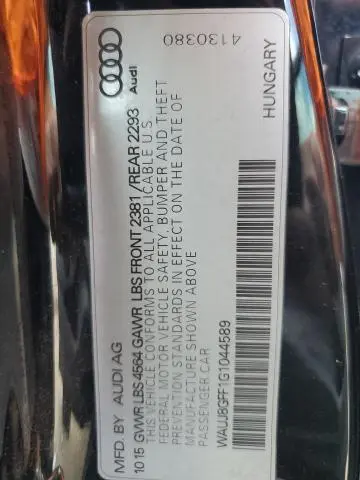 MFD. BY AUDI AG
10 15 GVWR LBS 4564 GAWR LBS FRONT 2381 / REAR 2293
THIS VEHICLE CONFORMS TO ALL APPLICABLE U.S.
FEDERAL MOTOR VEHICLE SAFETY, BUMPER AND THEFT
PREVENTION STANDARDS IN EFFECT ON THE DATE OF
MANUFACTURE SHOWN ABOVE
PASSENGER CAR
WAUJ8GFF1G1044589
Audi
4130380
HUNGARY